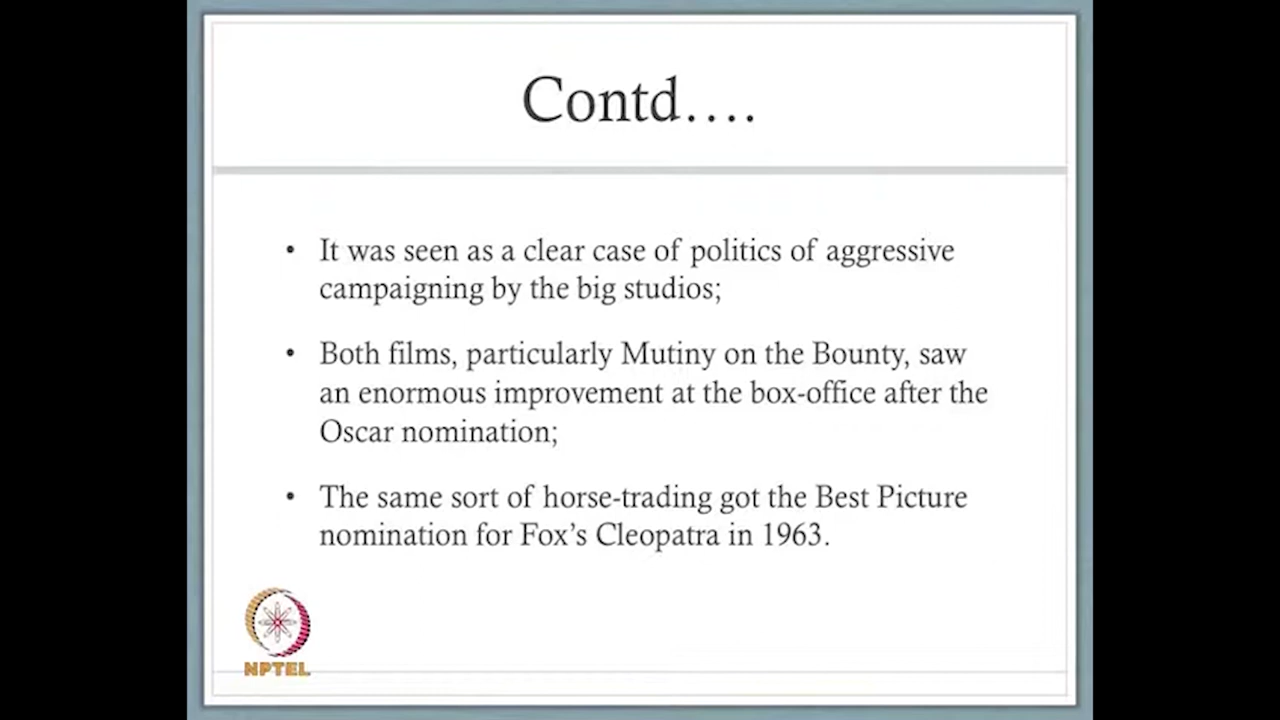 Contd....
• It was seen as a clear case of politics of aggressive
campaigning by the big studios;
• Both films, particularly Mutiny on the Bounty, saw
an enormous improvement at the box-office after the
Oscar nomination;
• The same sort of horse-trading got the Best Picture
nomination for Fox's Cleopatra in 1963.
NPTEL